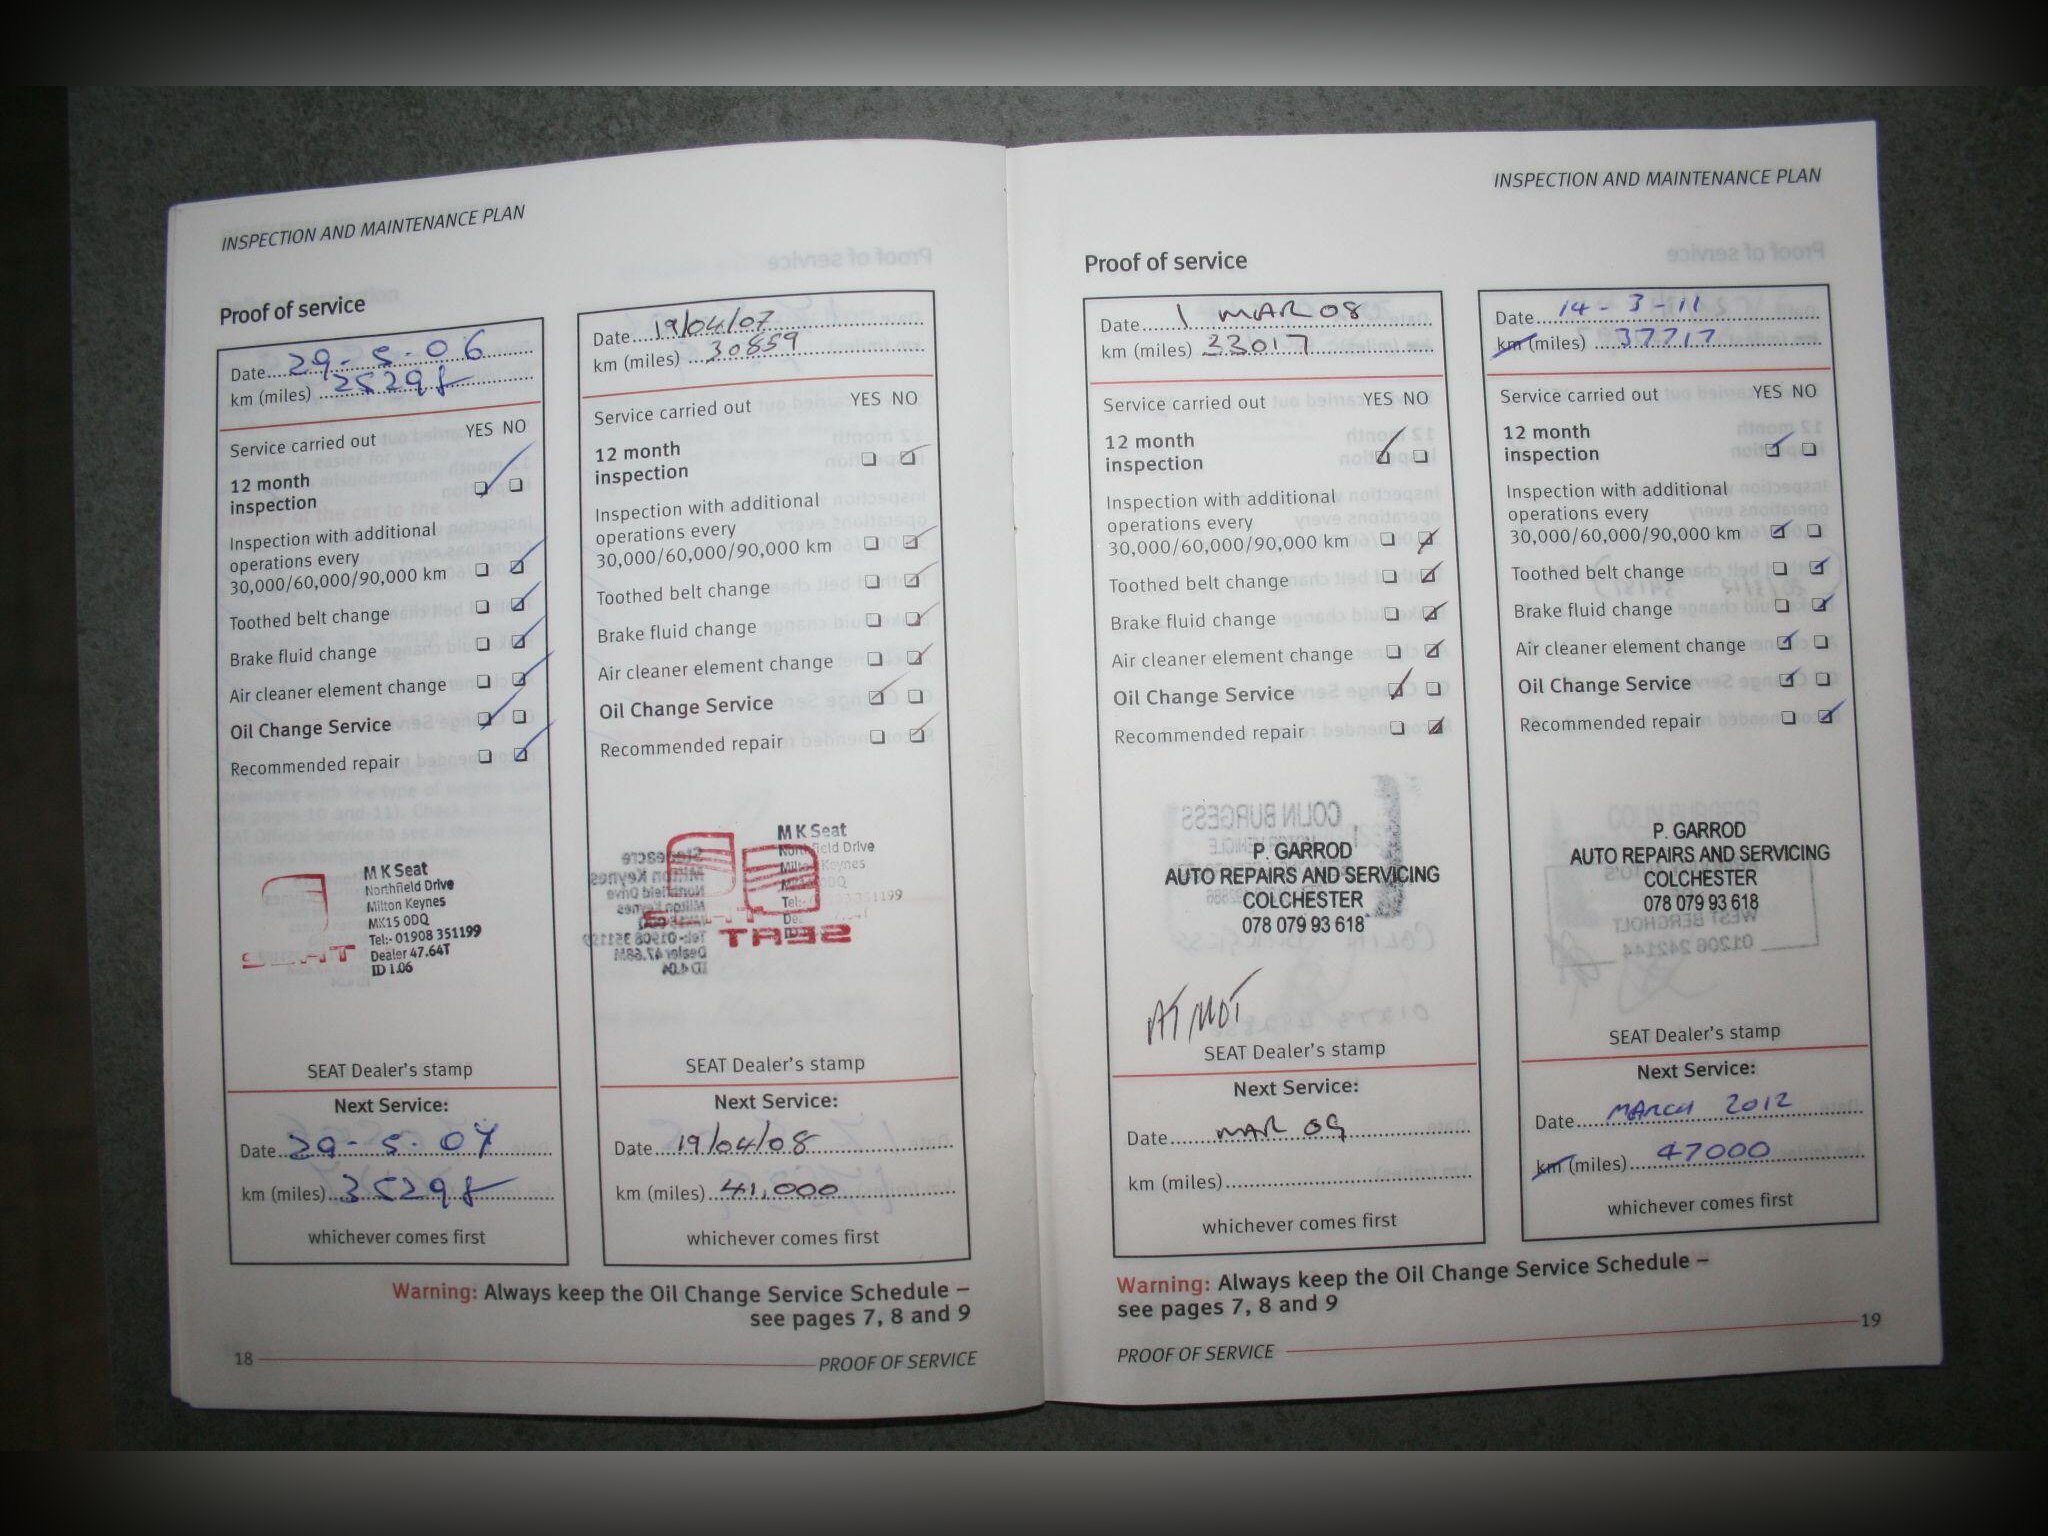 INSPECTION AND MAINTENANCE PLAN
Proof of service
Date 29-5-06
km (miles) 25298
Service carried out YES NO
12 month
inspection
Inspection with additional
operations every
30,000/60,000/90,000 km
Toothed belt change
Brake fluid change
Air cleaner element change
Oil Change Service
Recommended repair
M K Seat
Northfield Drive
Milton Keynes
MK15 0DQ
Tel:- 01908 351199
Dealer 47.64T
ID 1.06
SEAT Dealer's stamp
Next Service:
Date 29-5-07
km (miles) 35298
whichever comes first
Date 19/04/07
km (miles) 30859
Service carried out YES NO
12 month
inspection
Inspection with additional
operations every
30,000/60,000/90,000 km
Toothed belt change
Brake fluid change
Air cleaner element change
Oil Change Service
Recommended repair
M K Seat
Northfield Drive
Milton Keynes
SEAT Dealer's stamp
Next Service:
Date 19/04/08
km (miles) 41,000
whichever comes first
Warning: Always keep the Oil Change Service Schedule –
see pages 7, 8 and 9
18 PROOF OF SERVICE
INSPECTION AND MAINTENANCE PLAN
Proof of service
Date 1 MAR 08
km (miles) 33017
Service carried out YES NO
12 month
inspection
Inspection with additional
operations every
30,000/60,000/90,000 km
Toothed belt change
Brake fluid change
Air cleaner element change
Oil Change Service
Recommended repair
P. GARROD
AUTO REPAIRS AND SERVICING
COLCHESTER
078 079 93 618
AT MOT
SEAT Dealer's stamp
Next Service:
Date MAR 09
km (miles)
whichever comes first
Date 14-3-11
km (miles) 37717
Service carried out YES NO
12 month
inspection
Inspection with additional
operations every
30,000/60,000/90,000 km
Toothed belt change
Brake fluid change
Air cleaner element change
Oil Change Service
Recommended repair
P. GARROD
AUTO REPAIRS AND SERVICING
COLCHESTER
078 079 93 618
SEAT Dealer's stamp
Next Service:
Date MARCH 2012
km (miles) 47000
whichever comes first
Warning: Always keep the Oil Change Service Schedule –
see pages 7, 8 and 9
PROOF OF SERVICE 19